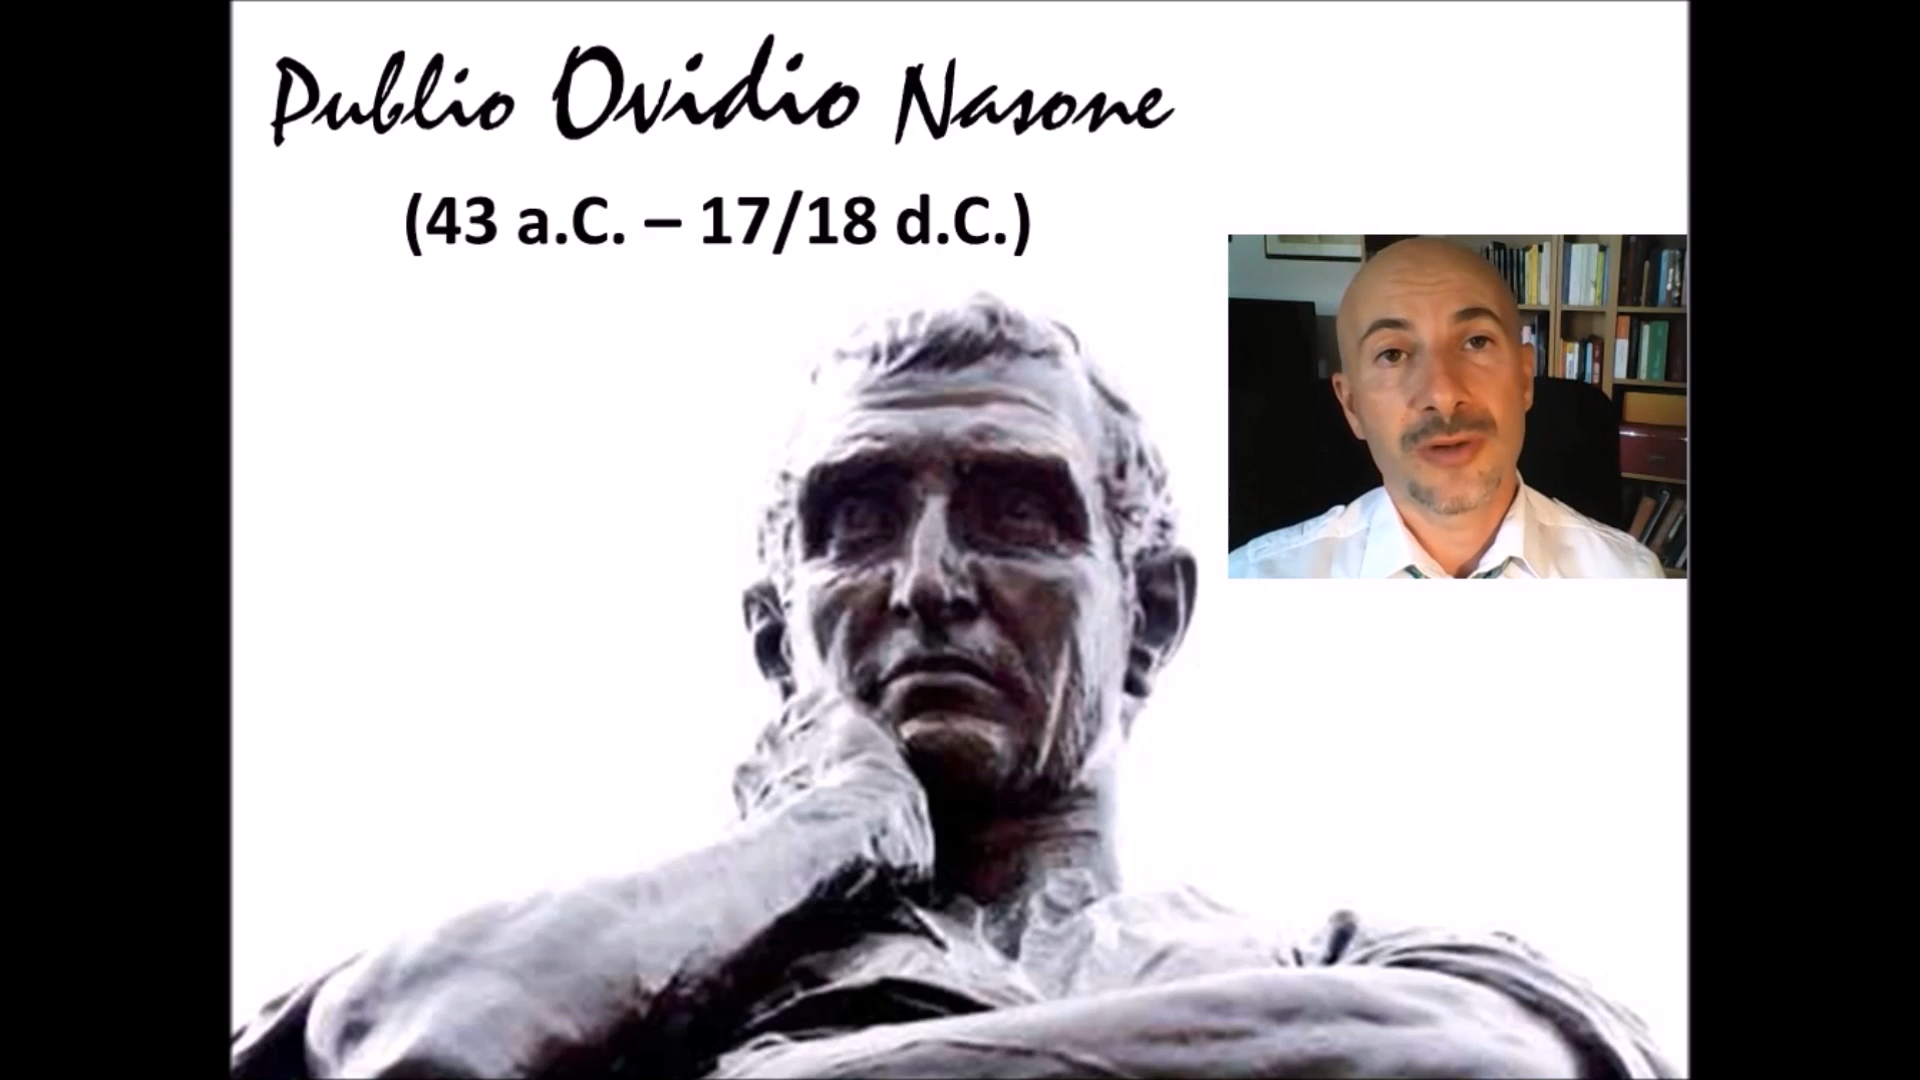 Publio Ovidio Nasone
(43 a.C. – 17/18 d.C.)